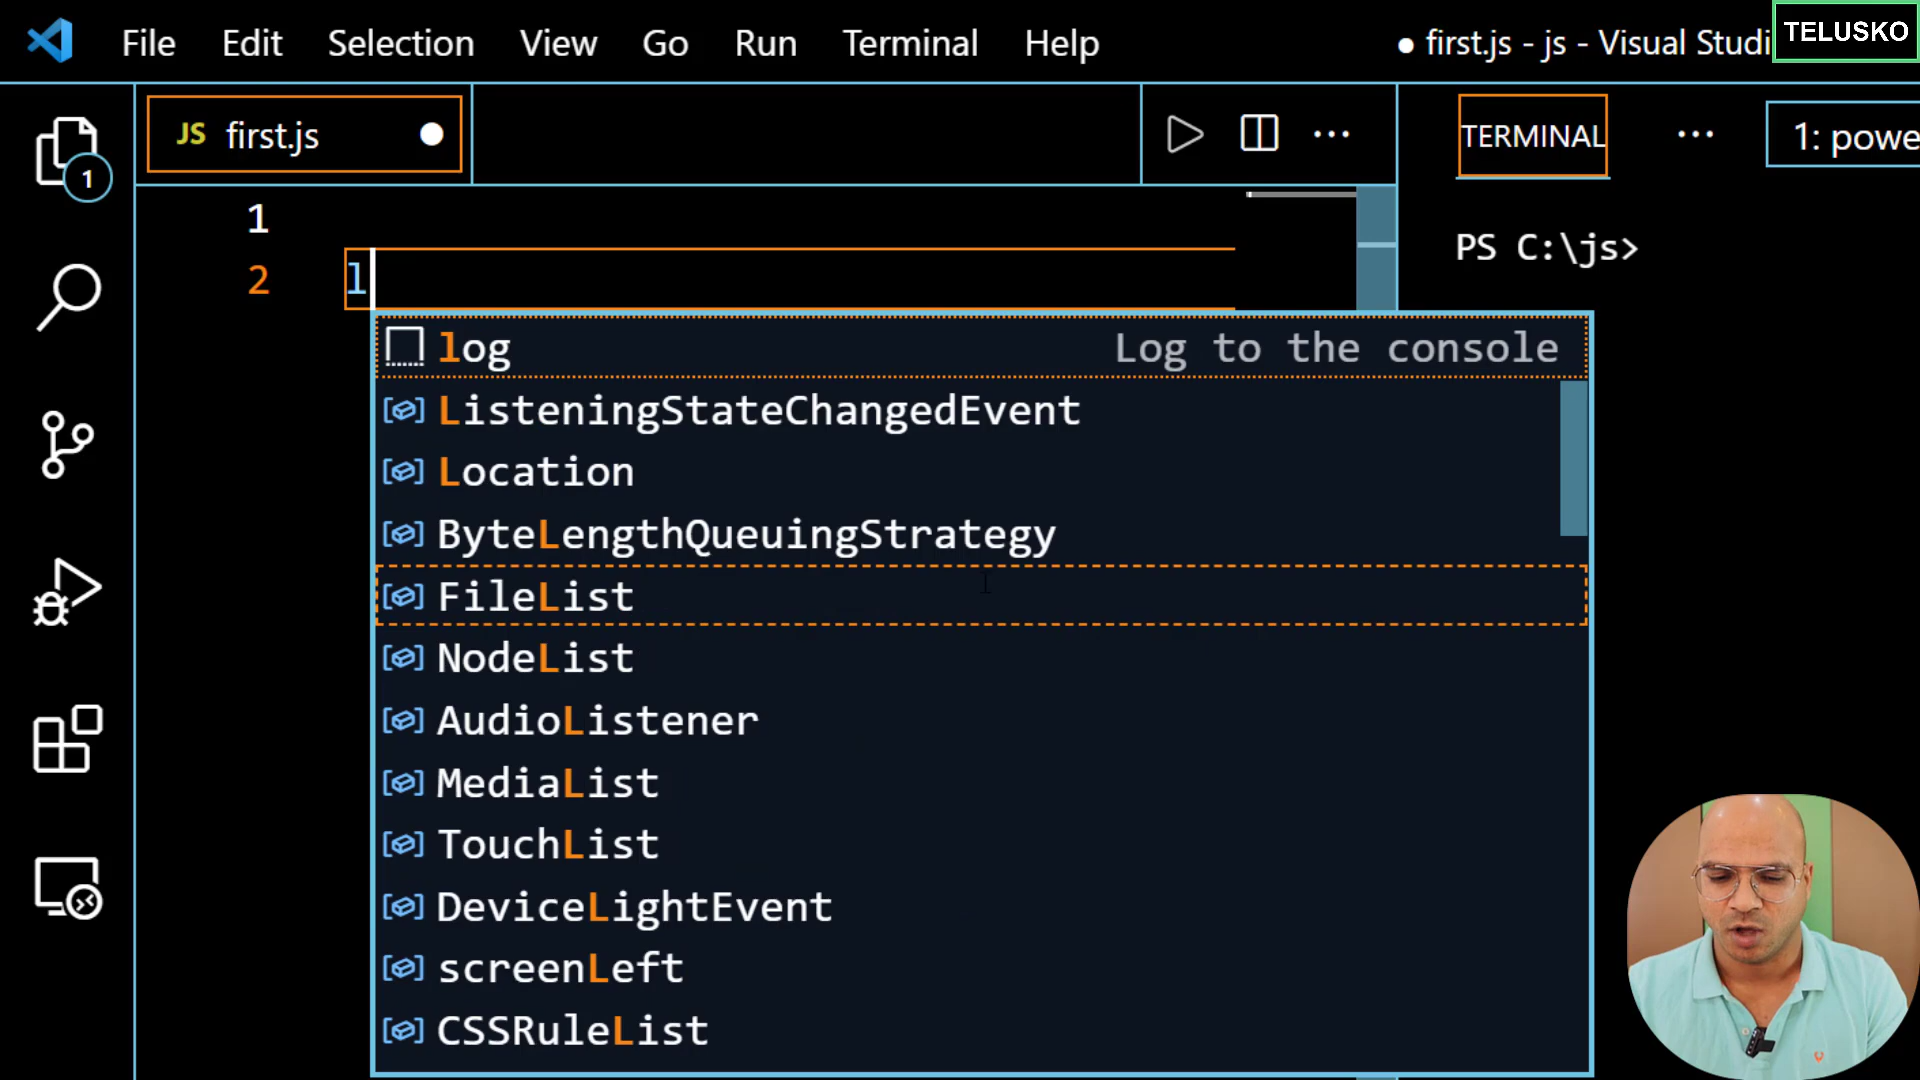 File Edit Selection View Go Run Terminal Help
● first.js - js - Visual Studi
TELUSKO
JS first.js
TERMINAL
1: powe
1
1
PS C:\js>
2 l
log Log to the console
ListeningStateChangedEvent
Location
ByteLengthQueuingStrategy
FileList
NodeList
AudioListener
MediaList
TouchList
DeviceLightEvent
screenLeft
CSSRuleList